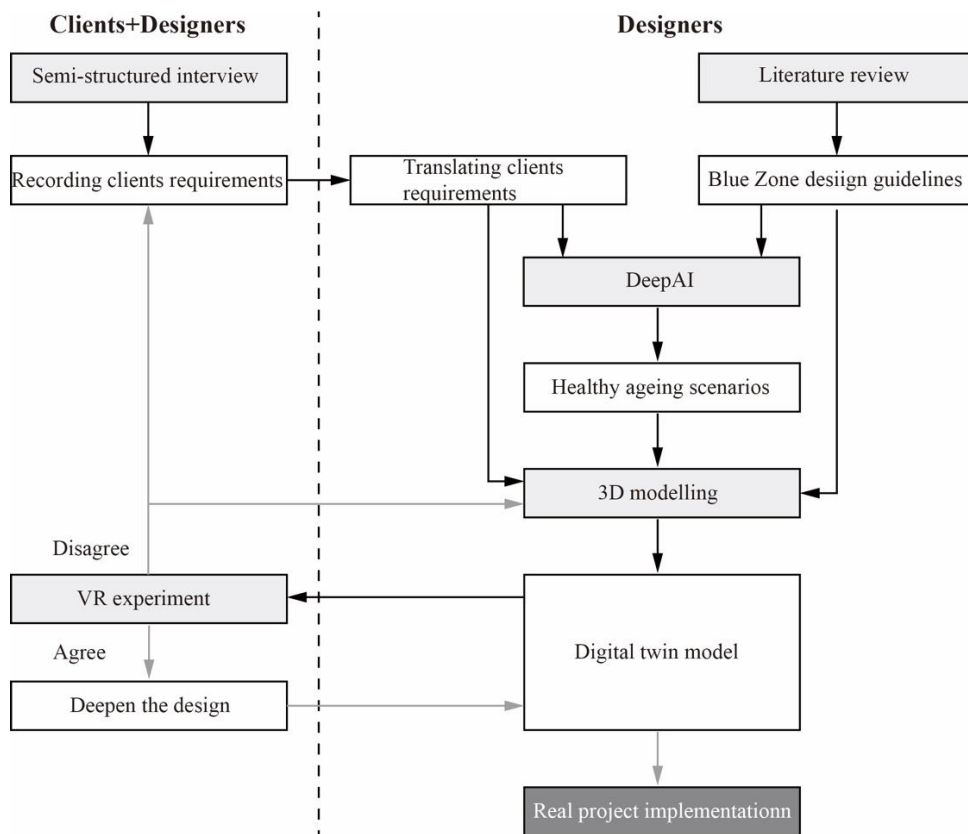 Clients+Designers
Designers
Semi-structured interview
Literature review
Recording clients requirements
Translating clients
requirements
Blue Zone desiign guidelines
DeepAI
Healthy ageing scenarios
3D modelling
Disagree
VR experiment
Agree
Digital twin model
Deepen the design
Real project implementationn